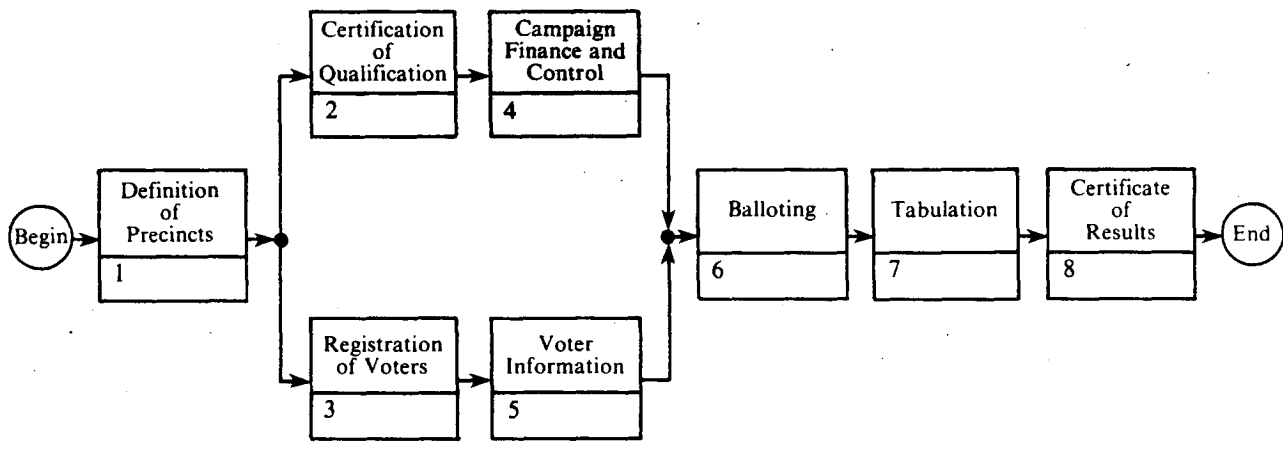 Begin
Definition
of
Precincts
1
Certification
of
Qualification
2
Campaign
Finance and
Control
4
Registration
of Voters
3
Voter
Information
5
Balloting
6
Tabulation
7
Certificate
of
Results
8
End